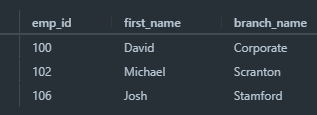 emp_id first_name branch_name
100 David Corporate
102 Michael Scranton
106 Josh Stamford